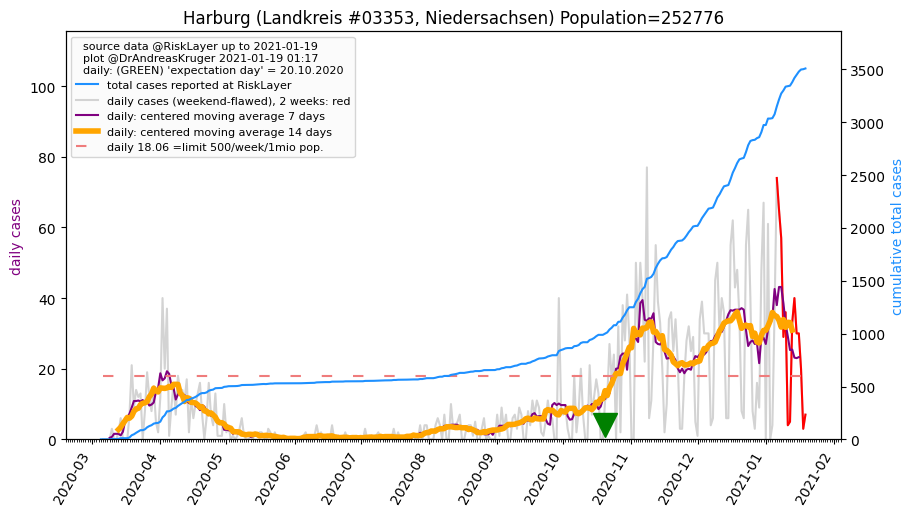 Harburg (Landkreis #03353, Niedersachsen) Population=252776
source data @RiskLayer up to 2021-01-19
plot @DrAndreasKruger 2021-01-19 01:17
daily: (GREEN) 'expectation day' = 20.10.2020
total cases reported at RiskLayer
daily cases (weekend-flawed), 2 weeks: red
daily: centered moving average 7 days
daily: centered moving average 14 days
daily 18.06 =limit 500/week/1mio pop.
daily cases
100
80
60
40
20
0
cumulative total cases
3500
3000
2500
2000
1500
1000
500
0
2020-03
2020-04
2020-05
2020-06
2020-07
2020-08
2020-09
2020-10
2020-11
2020-12
2021-01
2021-02